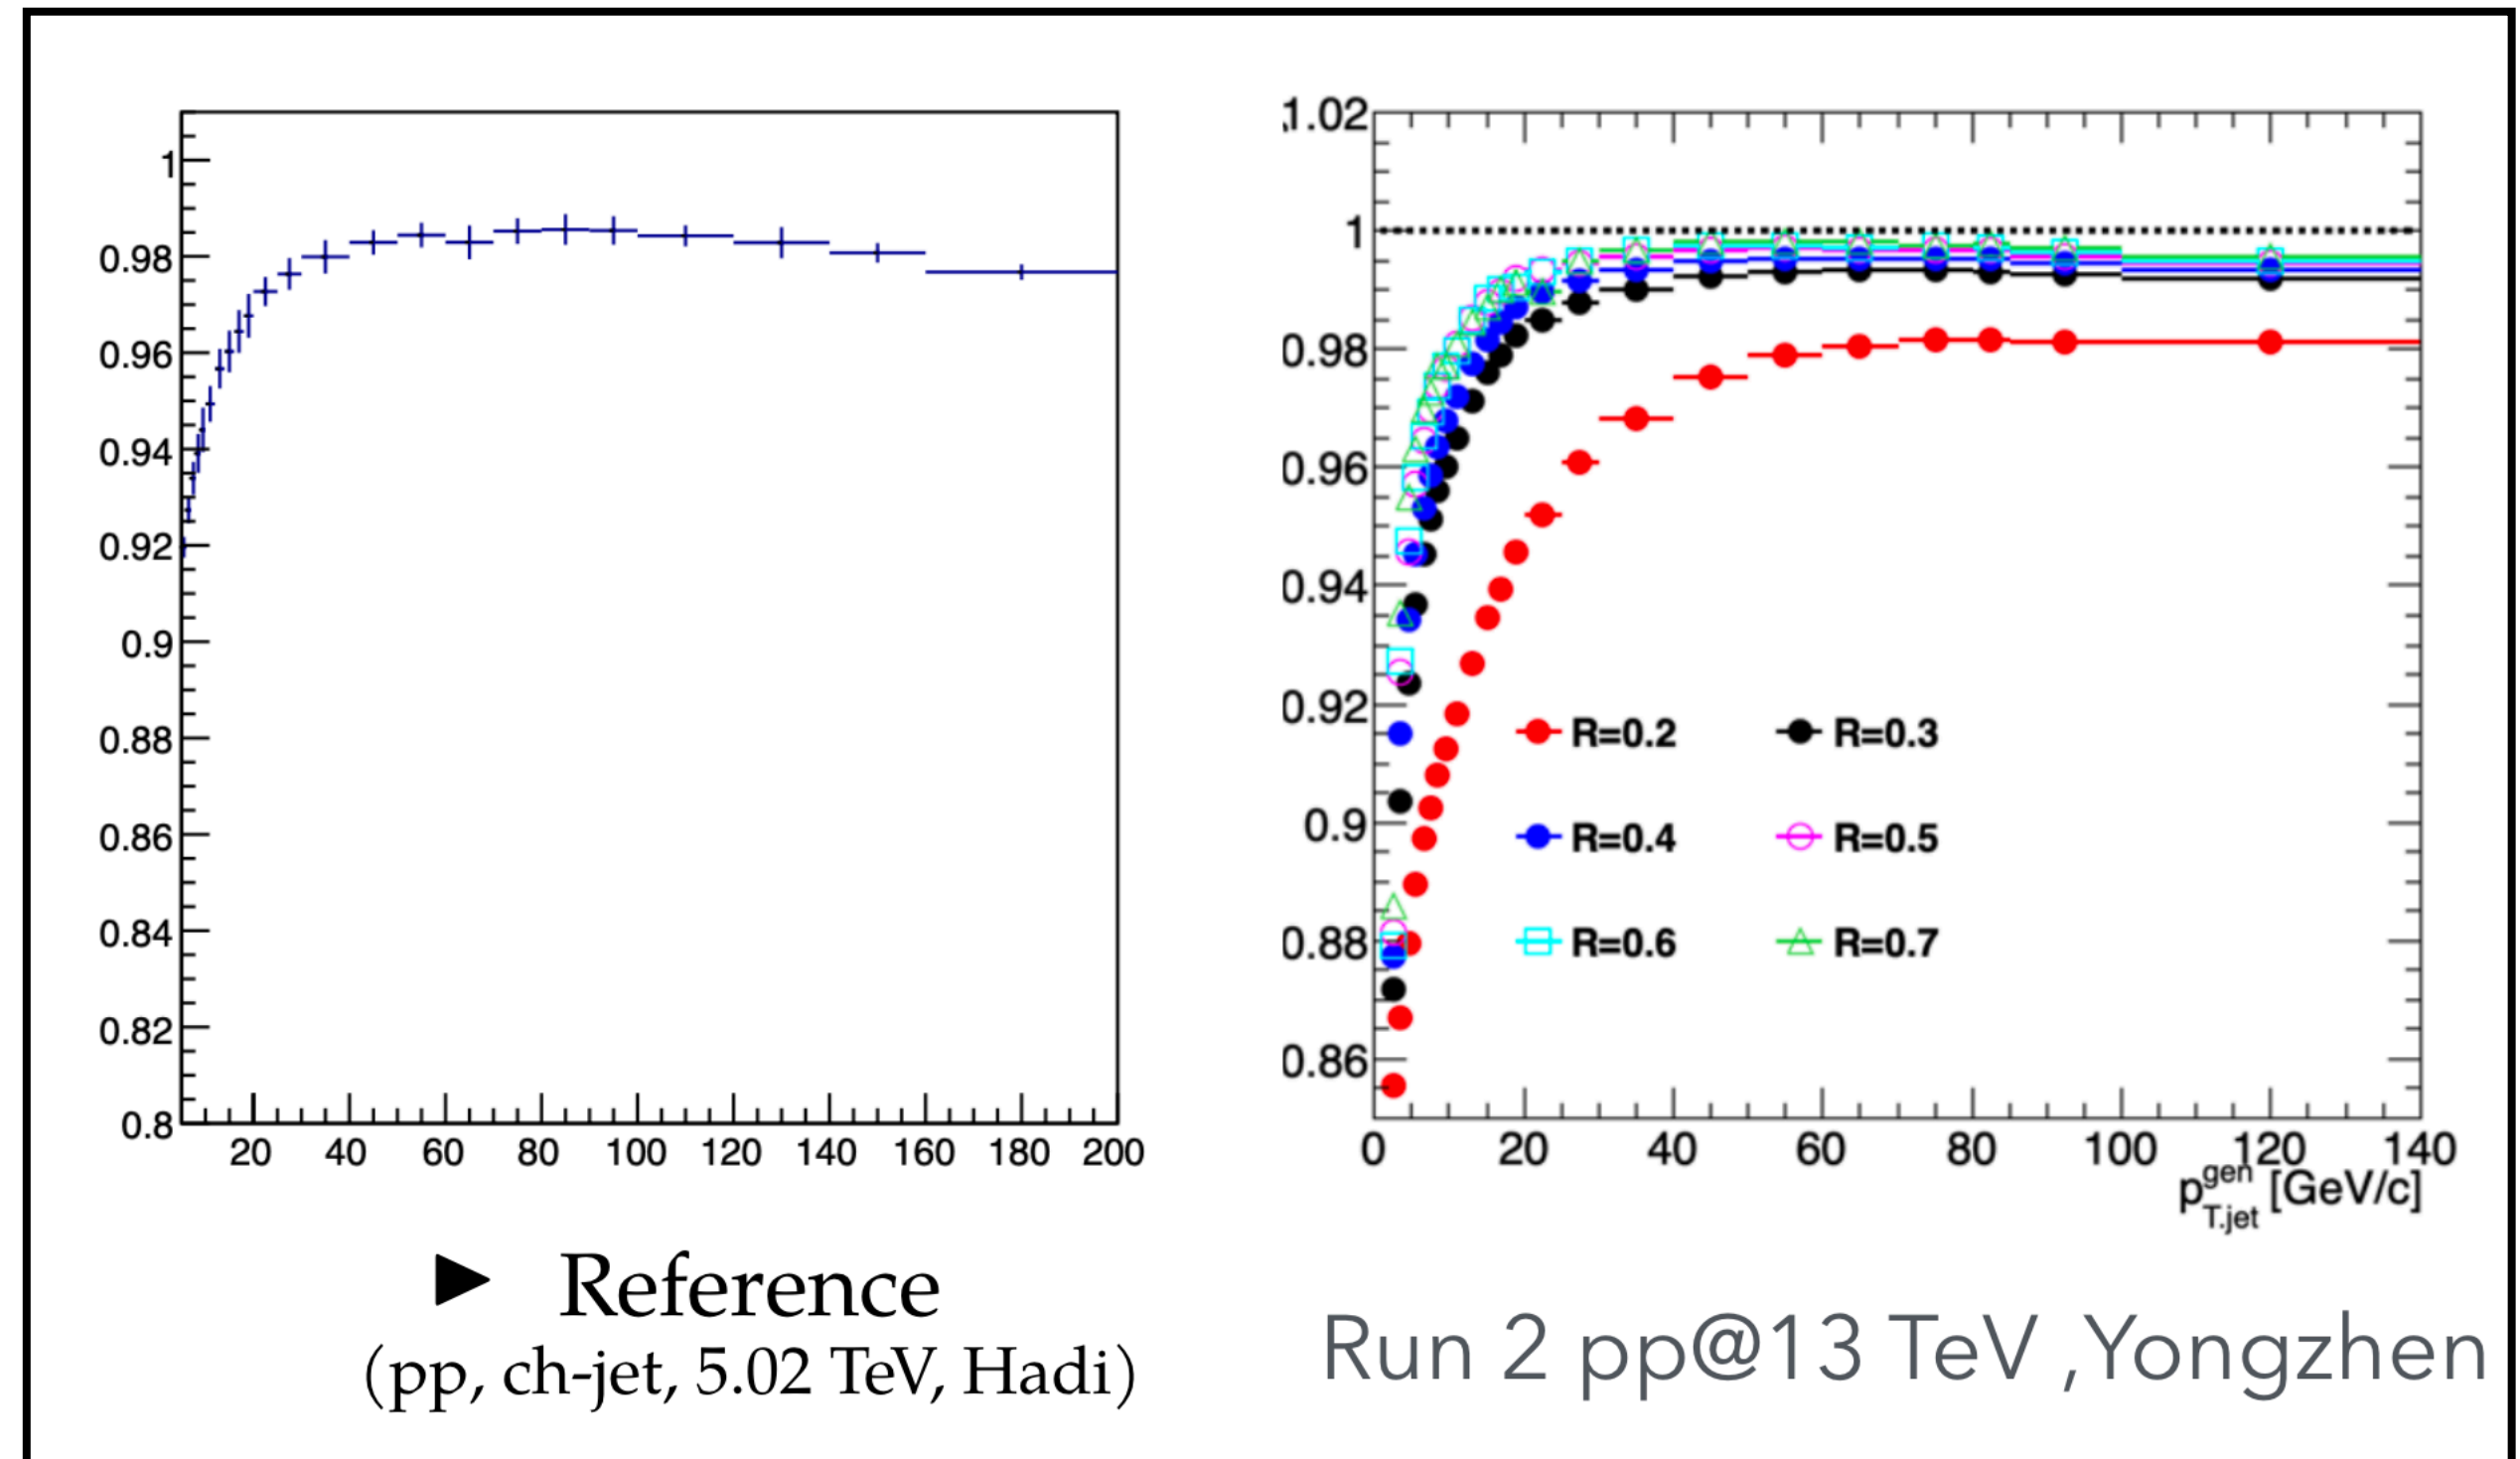 1
0.98
0.96
0.94
0.92
0.9
0.88
0.86
0.84
0.82
0.8
20 40 60 80 100 120 140 160 180 200
► Reference
(pp, ch-jet, 5.02 TeV, Hadi)
1.02
1
0.98
0.96
0.94
0.92
0.9
0.88
0.86
R=0.2 R=0.3
R=0.4 R=0.5
R=0.6 R=0.7
0 20 40 60 80 100 120 140
p_{T.jet}^{gen} [GeV/c]
Run 2 pp@13 TeV ,Yongzhen